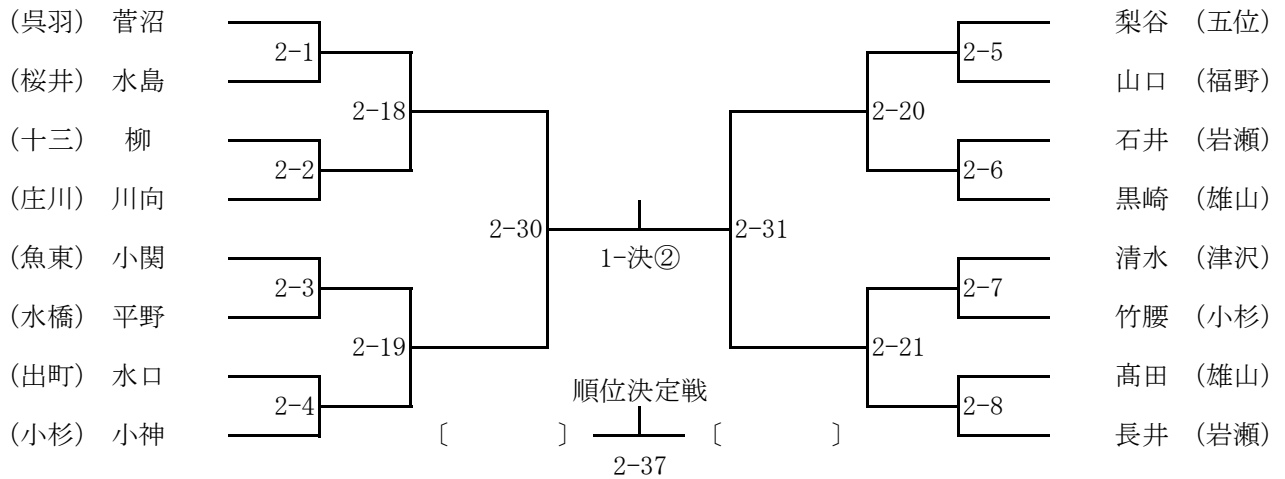 (呉羽) 菅沼 梨谷 (五位)
2-1 2-5
(桜井) 水島 山口 (福野)
2-18 2-20
(十三) 柳 石井 (岩瀬)
2-2 2-6
(庄川) 川向 黒崎 (雄山)
2-30 2-31
(魚東) 小関 1-決② 清水 (津沢)
2-3 2-7
(水橋) 平野 竹腰 (小杉)
2-19 2-21
(出町) 水口 順位決定戦 髙田 (雄山)
2-4 2-8
(小杉) 小神 〔 〕 〔 〕 長井 (岩瀬)
2-37